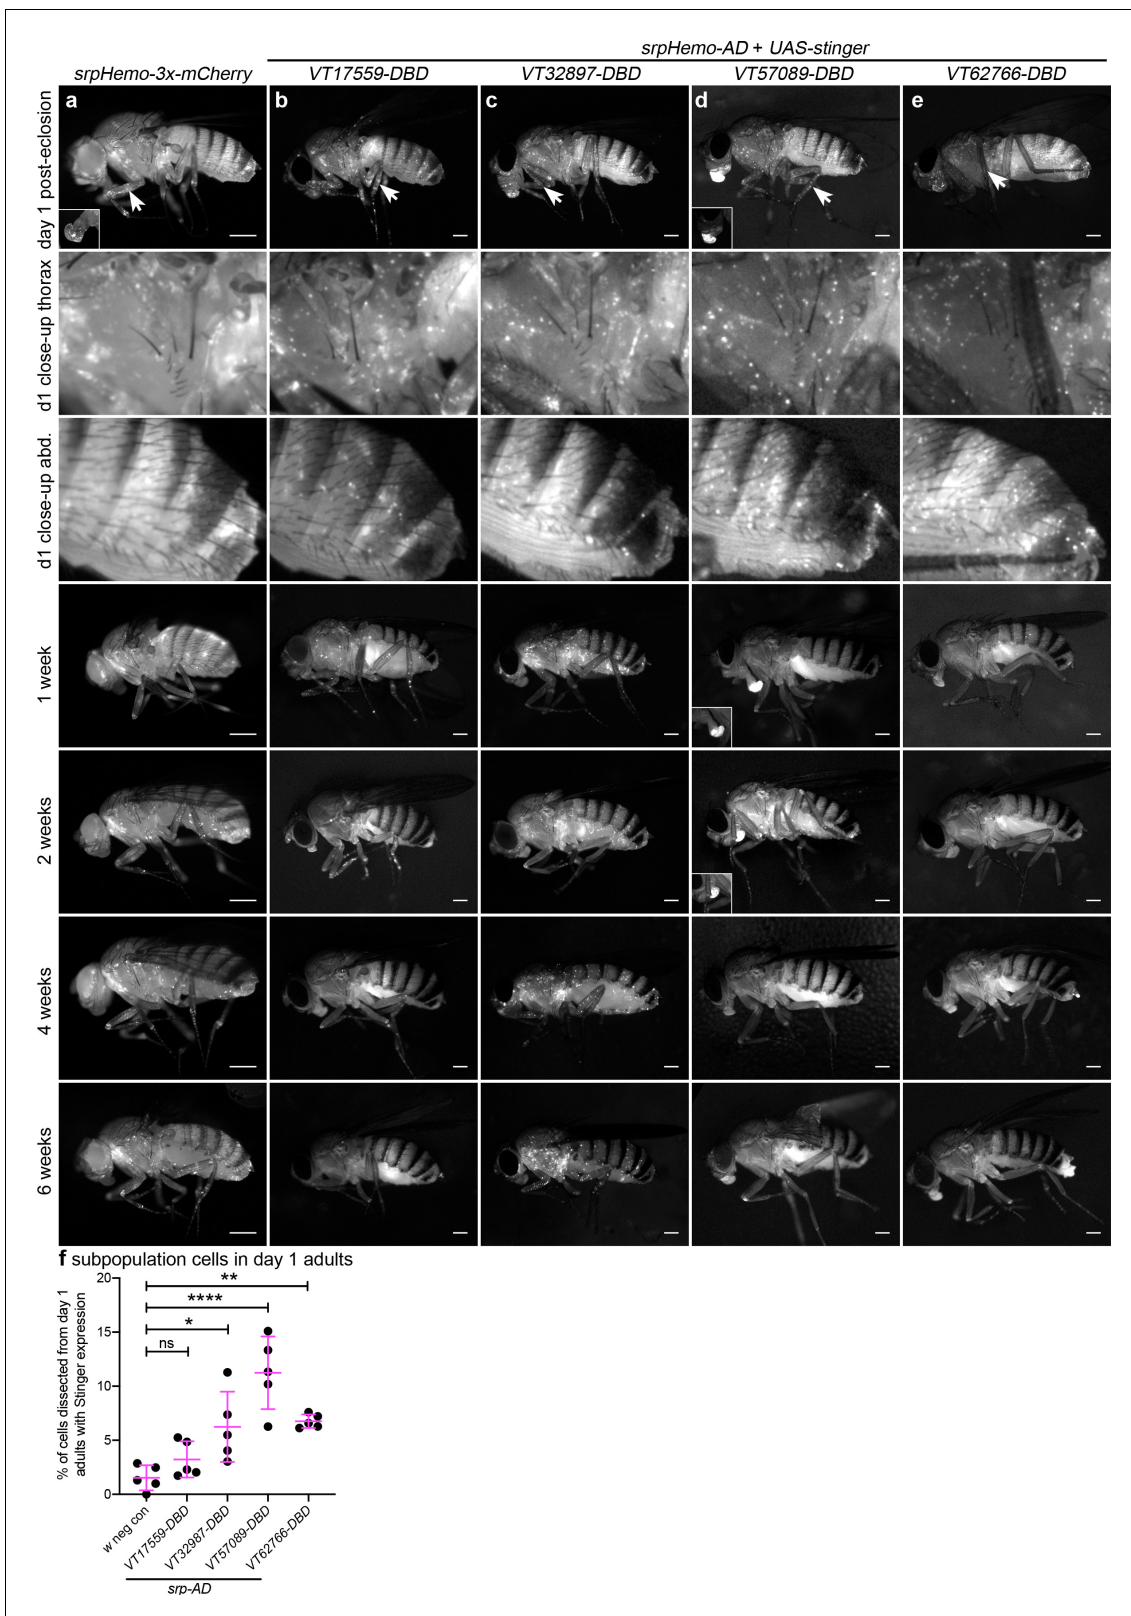 srpHemo-AD + UAS-stinger
srpHemo-3x-mCherry VT17559-DBD VT32897-DBD VT57089-DBD VT62766-DBD
day 1 post-eclosion
a b c d e
d1 close-up thorax
d1 close-up abd.
1 week
2 weeks
4 weeks
6 weeks
f subpopulation cells in day 1 adults
% of cells dissected from day 1
adults with Stinger expression
20
15
10
5
0
**
****
*
ns
w neg con
VT17559-DBD
VT32987-DBD
VT57089-DBD
VT62766-DBD
srp-AD